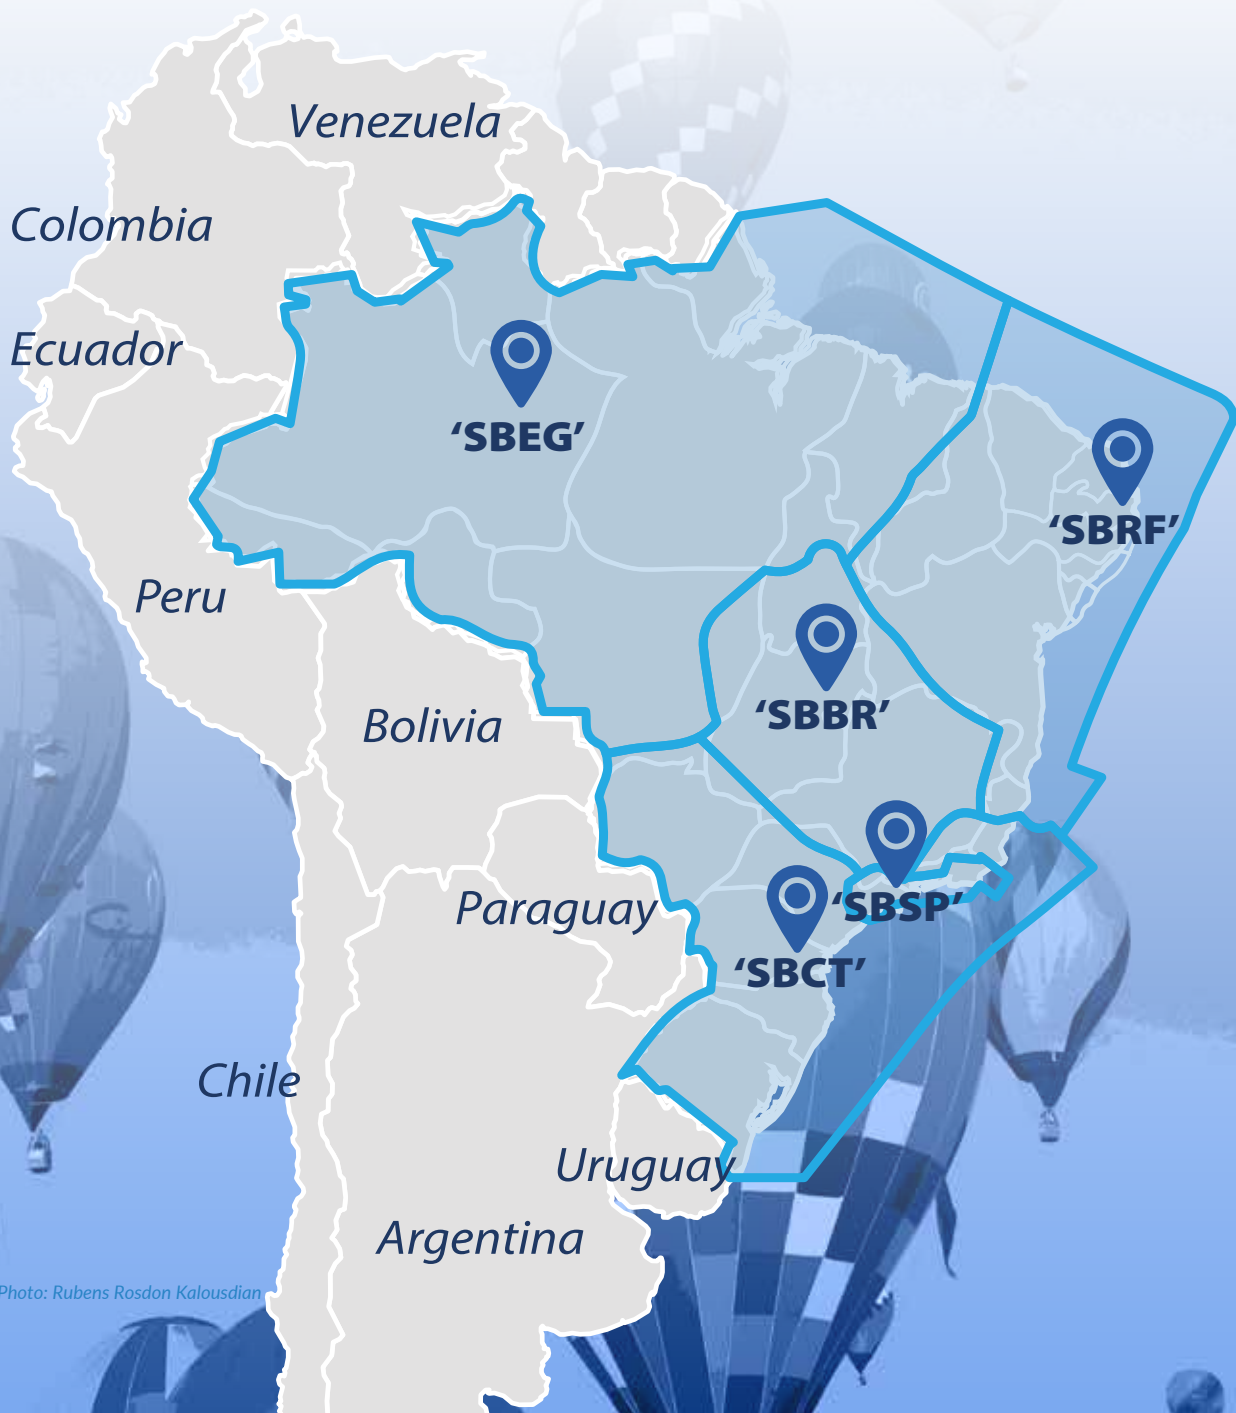 Venezuela
Colombia
Ecuador
‘SBEG’
‘SBRF’
Peru
‘SBBR’
Bolivia
Paraguay
‘SBSP’
‘SBCT’
Chile
Uruguay
Argentina
Photo: Rubens Rosdon Kalousdian